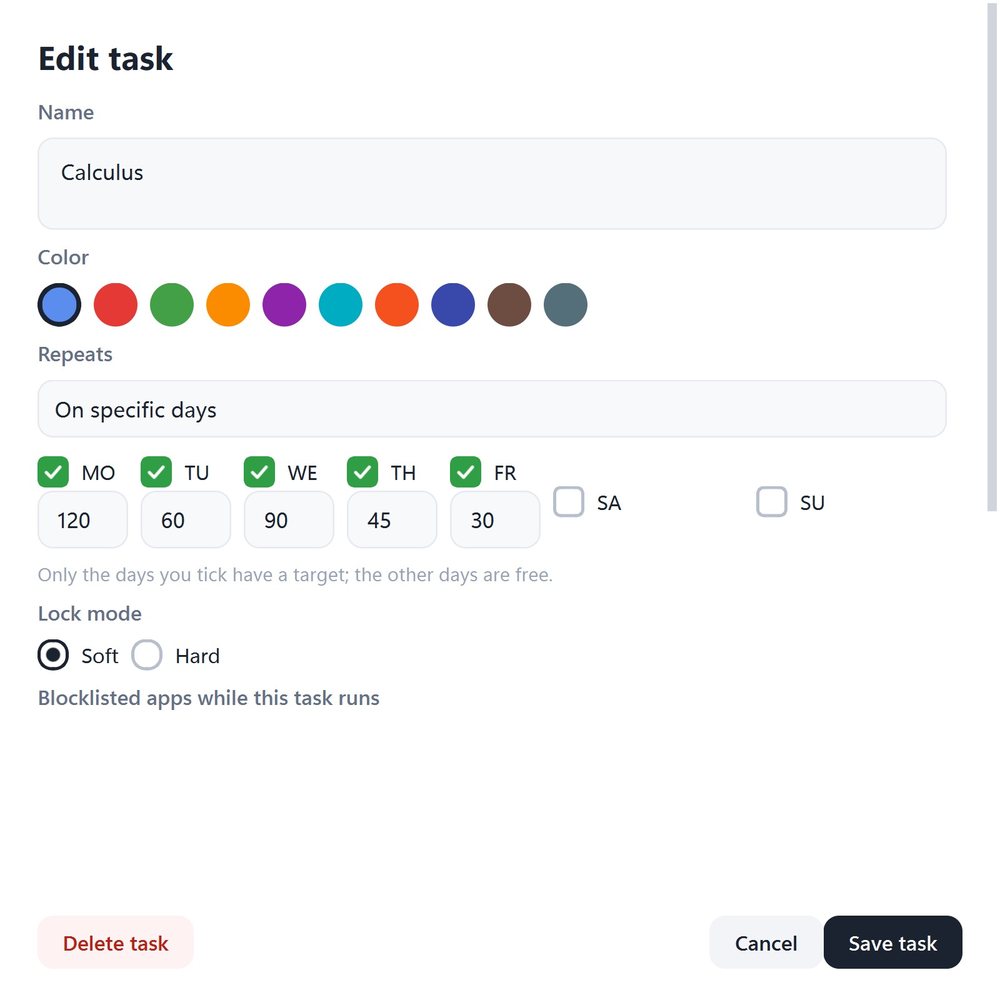 Edit task
Name
Calculus
Color
Repeats
On specific days
MO TU WE TH FR SA SU
120 60 90 45 30
Only the days you tick have a target; the other days are free.
Lock mode
Soft Hard
Blocklisted apps while this task runs
Delete task Cancel Save task